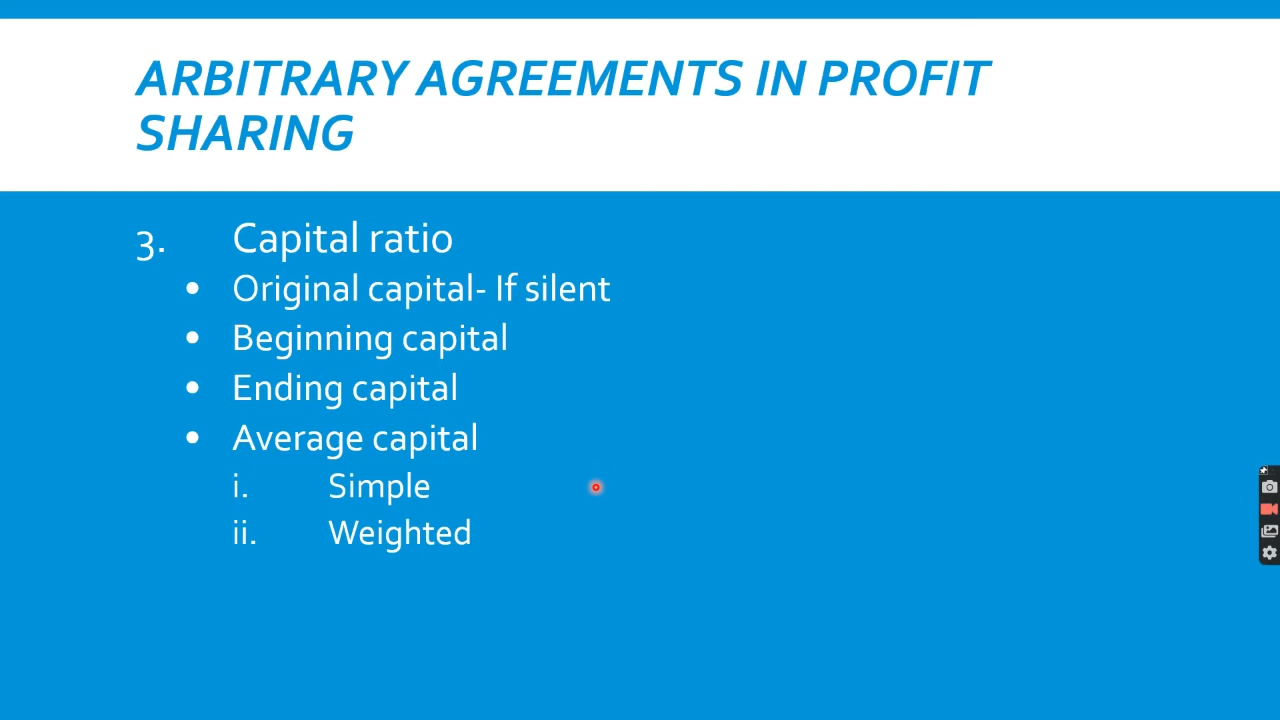 ARBITRARY AGREEMENTS IN PROFIT
SHARING
3. Capital ratio
• Original capital- If silent
• Beginning capital
• Ending capital
• Average capital
i. Simple
ii. Weighted